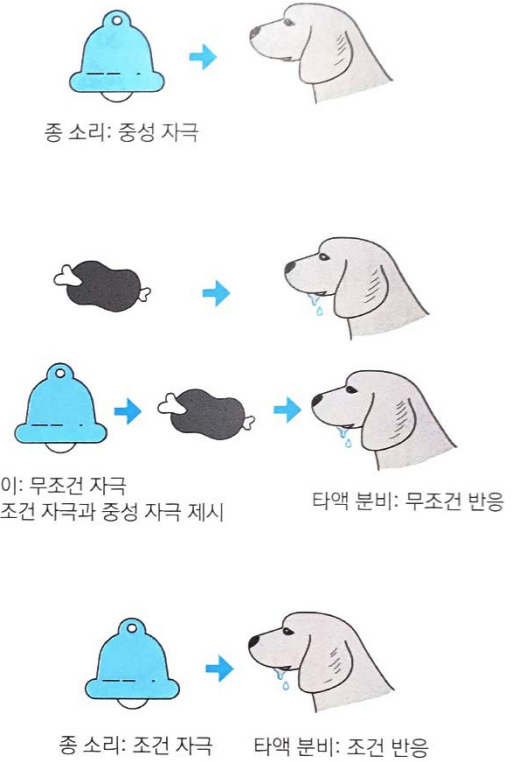 종 소리: 중성 자극
이: 무조건 자극
조건 자극과 중성 자극 제시
타액 분비: 무조건 반응
종 소리: 조건 자극
타액 분비: 조건 반응